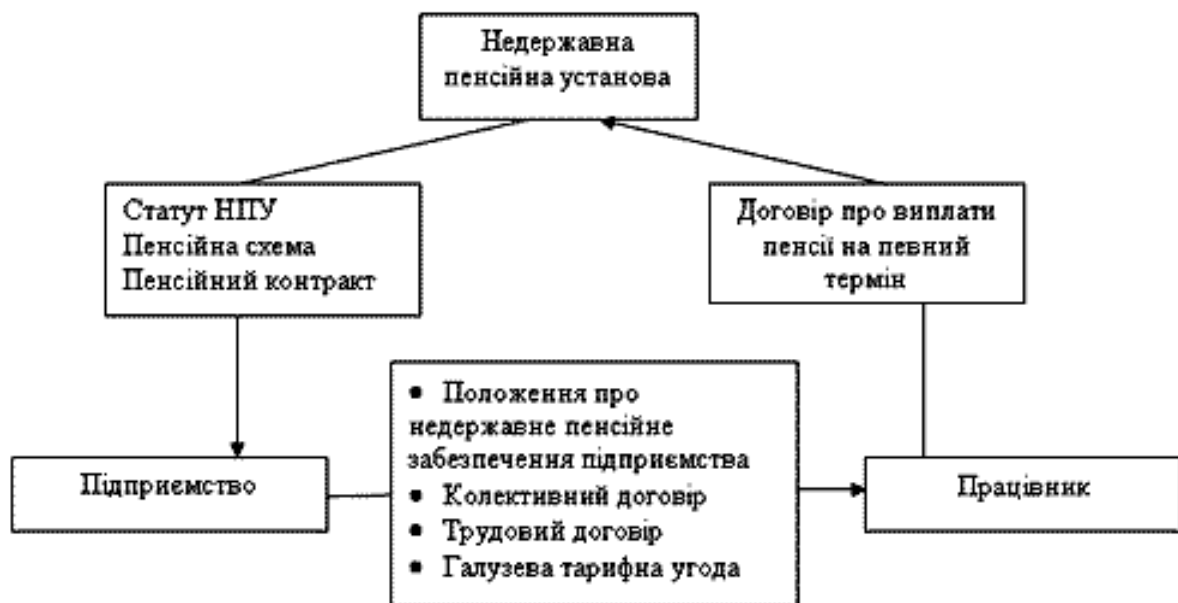 Недержавна
пенсійна установа
Статут НПУ
Пенсійна схема
Пенсійний контракт
Договір про виплати
пенсії на певний
термін
• Положення про
недержавне пенсійне
забезпечення підприємства
• Колективний договір
• Трудовий договір
• Галузева тарифна угода
Підприємство
Працівник